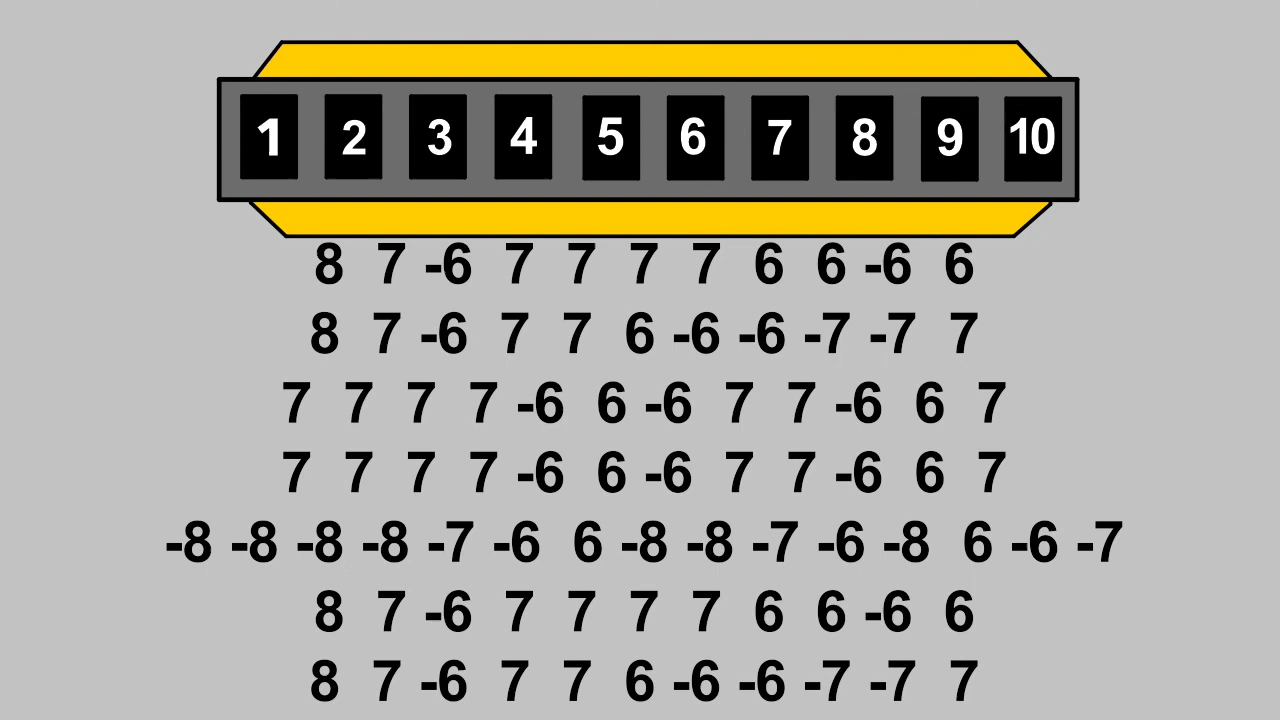 1 2 3 4 5 6 7 8 9 10
8 7 -6 7 7 7 7 6 6 -6 6
8 7 -6 7 7 6 -6 -6 -7 -7 7
7 7 7 7 -6 6 -6 7 7 -6 6 7
7 7 7 7 -6 6 -6 7 7 -6 6 7
-8 -8 -8 -8 -7 -6 6 -8 -8 -7 -6 -8 6 -6 -7
8 7 -6 7 7 7 7 6 6 -6 6
8 7 -6 7 7 6 -6 -6 -7 -7 7